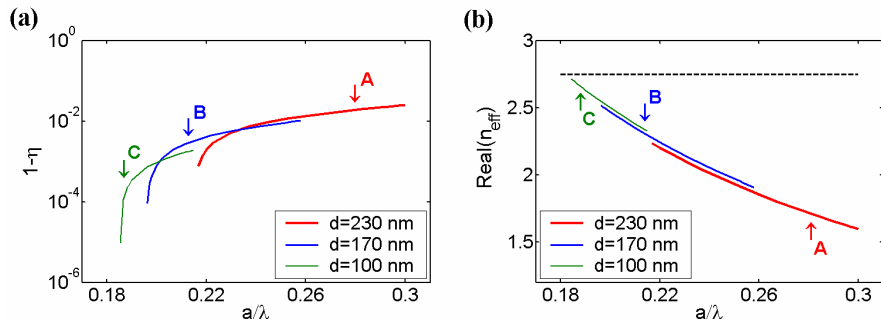 (a)
10^0
10^-2
10^-4
10^-6
1-η
A
B
C
d=230 nm
d=170 nm
d=100 nm
0.18
0.22
0.26
0.3
a/λ
(b)
3
2.5
2
1.5
Real(n_eff)
B
C
A
d=230 nm
d=170 nm
d=100 nm
0.18
0.22
0.26
0.3
a/λ